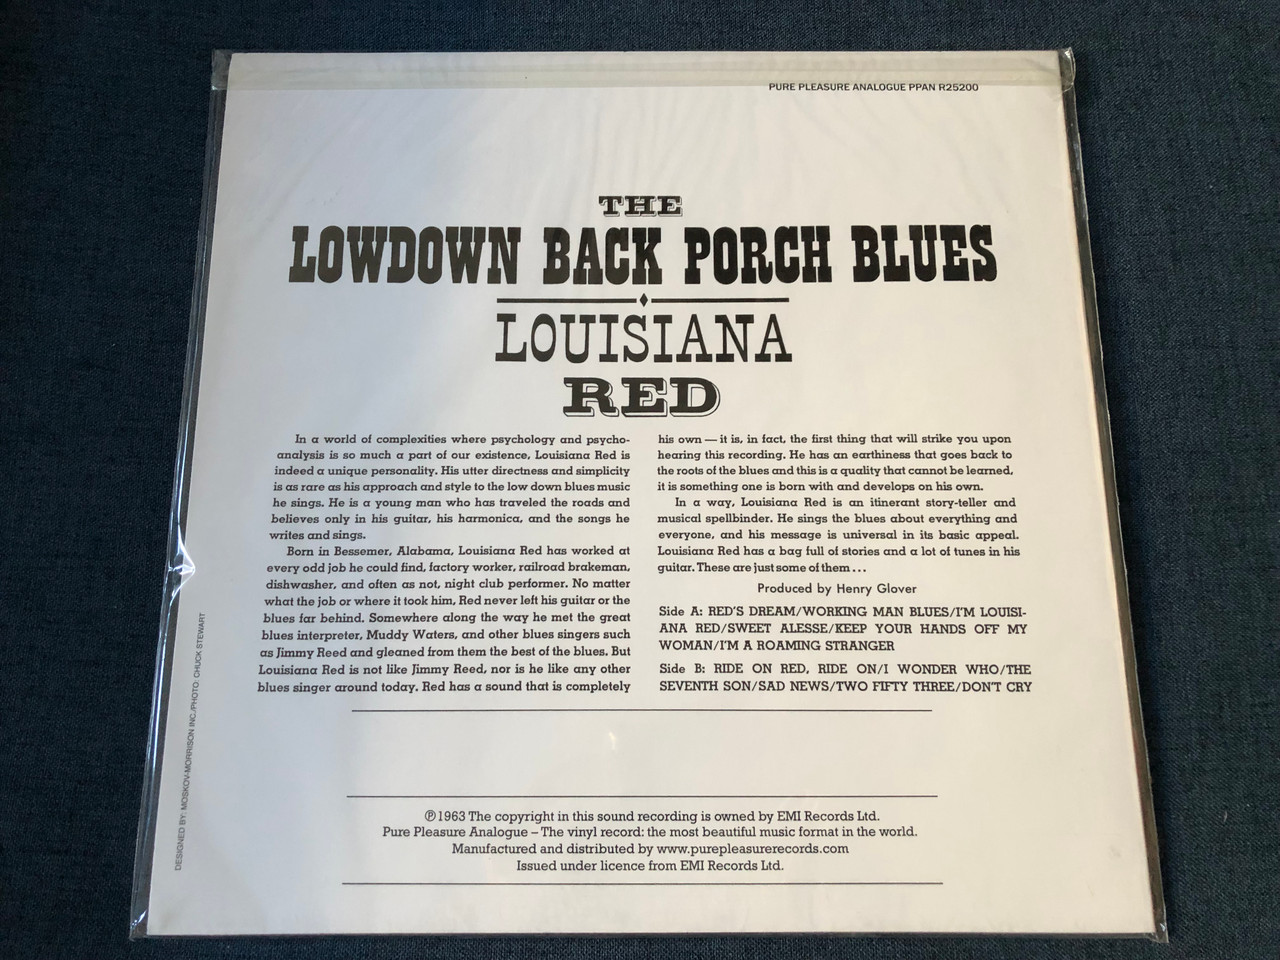 PURE PLEASURE ANALOGUE PPAN R25200
THE
LOWDOWN BACK PORCH BLUES
LOUISIANA
RED
In a world of complexities where psychology and psycho-
analysis is so much a part of our existence, Louisiana Red is
indeed a unique personality. His utter directness and simplicity
is as rare as his approach and style to the low down blues music
he sings. He is a young man who has traveled the roads and
believes only in his guitar, his harmonica, and the songs he
writes and sings.
Born in Bessemer, Alabama, Louisiana Red has worked at
every odd job he could find, factory worker, railroad brakeman,
dishwasher, and often as not, night club performer. No matter
what the job or where it took him, Red never left his guitar or the
blues far behind. Somewhere along the way he met the great
blues interpreter, Muddy Waters, and other blues singers such
as Jimmy Reed and gleaned from them the best of the blues. But
Louisiana Red is not like Jimmy Reed, nor is he like any other
blues singer around today. Red has a sound that is completely
his own — it is, in fact, the first thing that will strike you upon
hearing this recording. He has an earthiness that goes back to
the roots of the blues and this is a quality that cannot be learned,
it is something one is born with and develops on his own.
In a way, Louisiana Red is an itinerant story-teller and
musical spellbinder. He sings the blues about everything and
everyone, and his message is universal in its basic appeal.
Louisiana Red has a bag full of stories and a lot of tunes in his
guitar. These are just some of them . . .
Produced by Henry Glover
Side A: RED'S DREAM/WORKING MAN BLUES/I'M LOUISI-
ANA RED/SWEET ALESSE/KEEP YOUR HANDS OFF MY
WOMAN/I'M A ROAMING STRANGER
Side B: RIDE ON RED, RIDE ON/I WONDER WHO/THE
SEVENTH SON/SAD NEWS/TWO FIFTY THREE/DON'T CRY
DESIGNED BY: MOSKOV-MORRISON INC./PHOTO: CHUCK STEWART
℗1963 The copyright in this sound recording is owned by EMI Records Ltd.
Pure Pleasure Analogue – The vinyl record: the most beautiful music format in the world.
Manufactured and distributed by www.purepleasurerecords.com
Issued under licence from EMI Records Ltd.